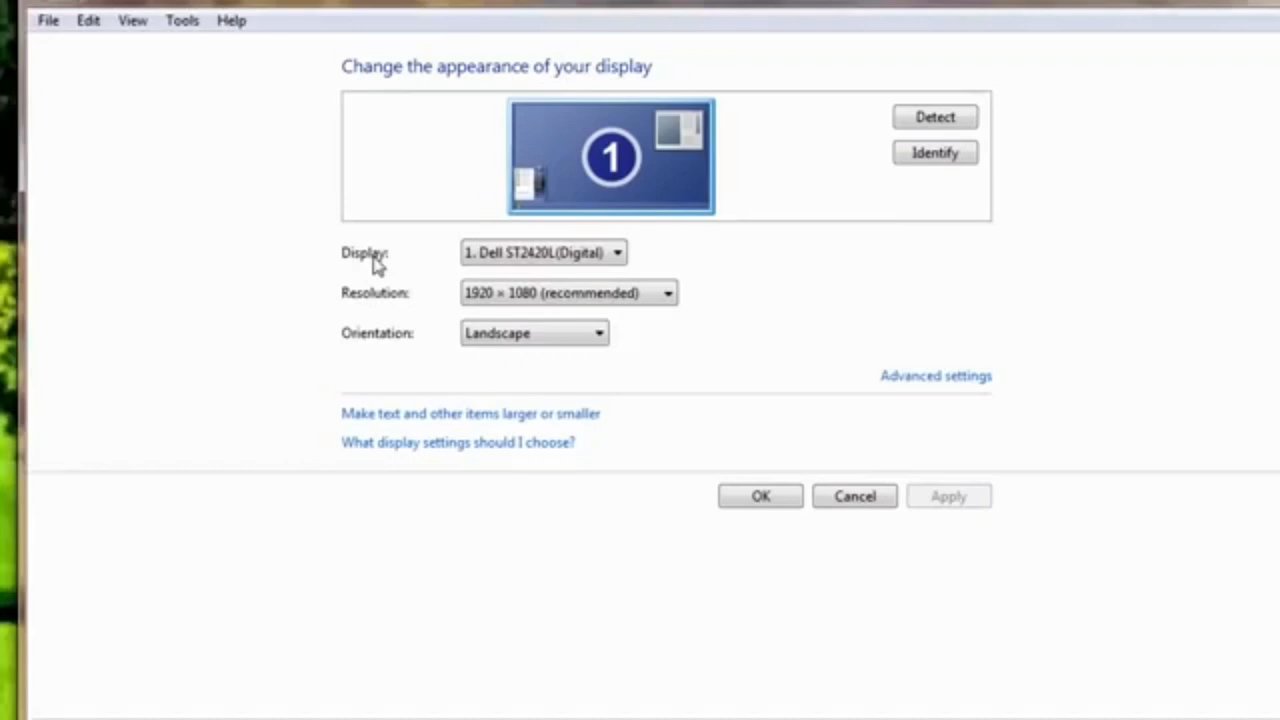 File Edit View Tools Help
Change the appearance of your display
1
Detect
Identify
Display: 1. Dell ST2420L(Digital)
Resolution: 1920 × 1080 (recommended)
Orientation: Landscape
Advanced settings
Make text and other items larger or smaller
What display settings should I choose?
OK Cancel Apply